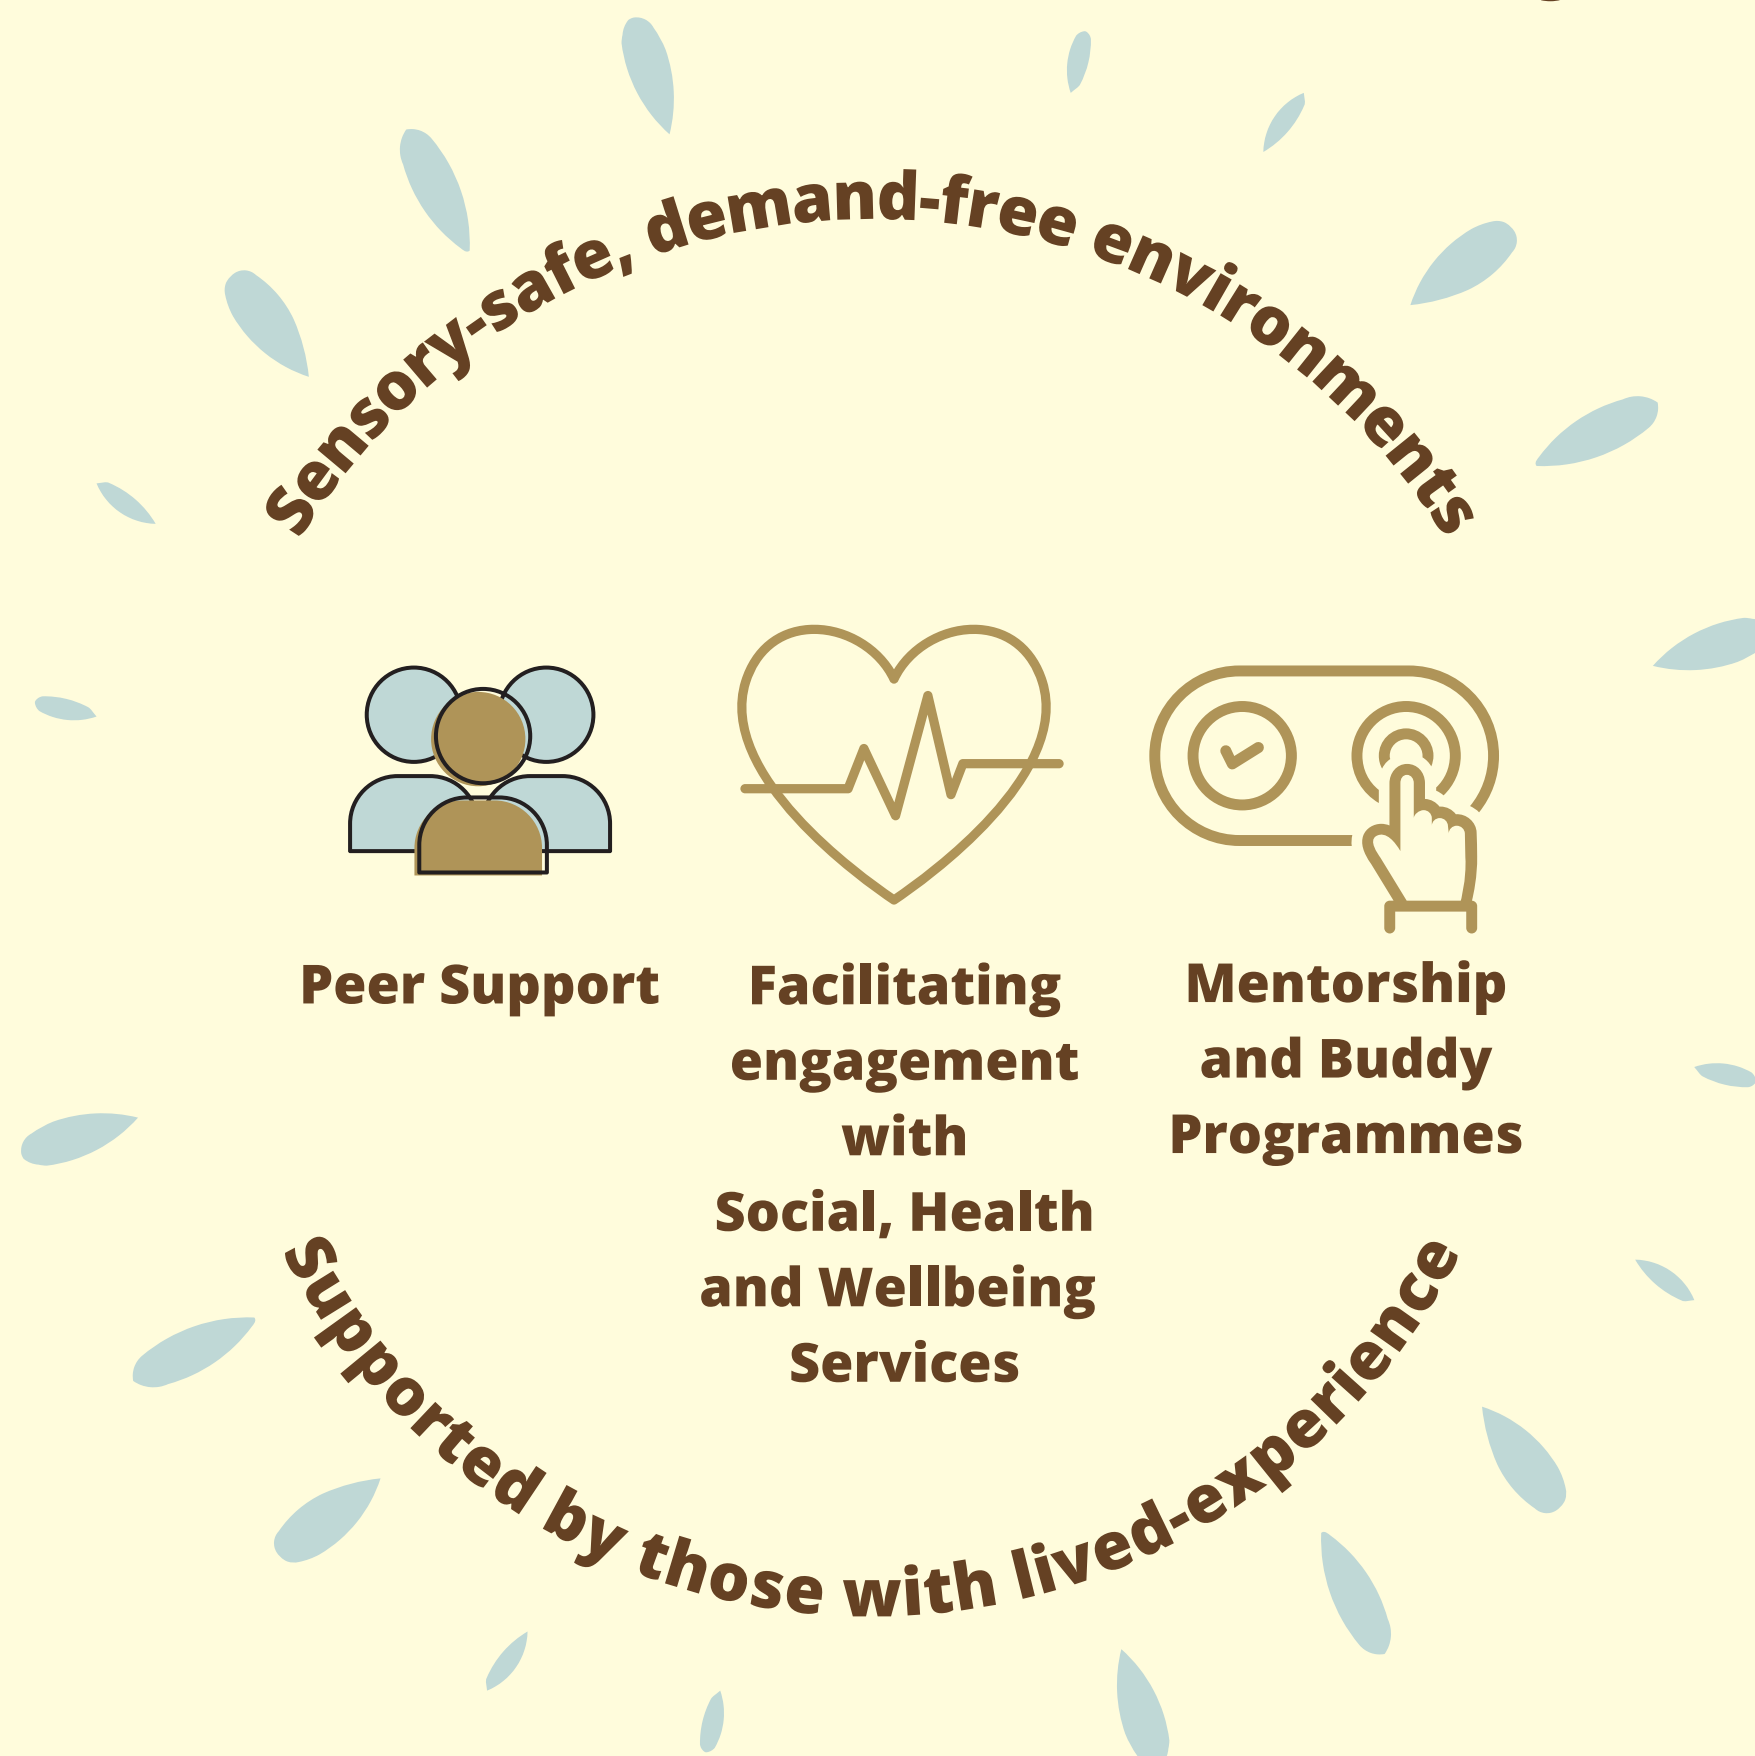 Sensory-safe, demand-free environments
Peer Support
Facilitating
engagement
with
Social, Health
and Wellbeing
Services
Mentorship
and Buddy
Programmes
Supported by those with lived-experience